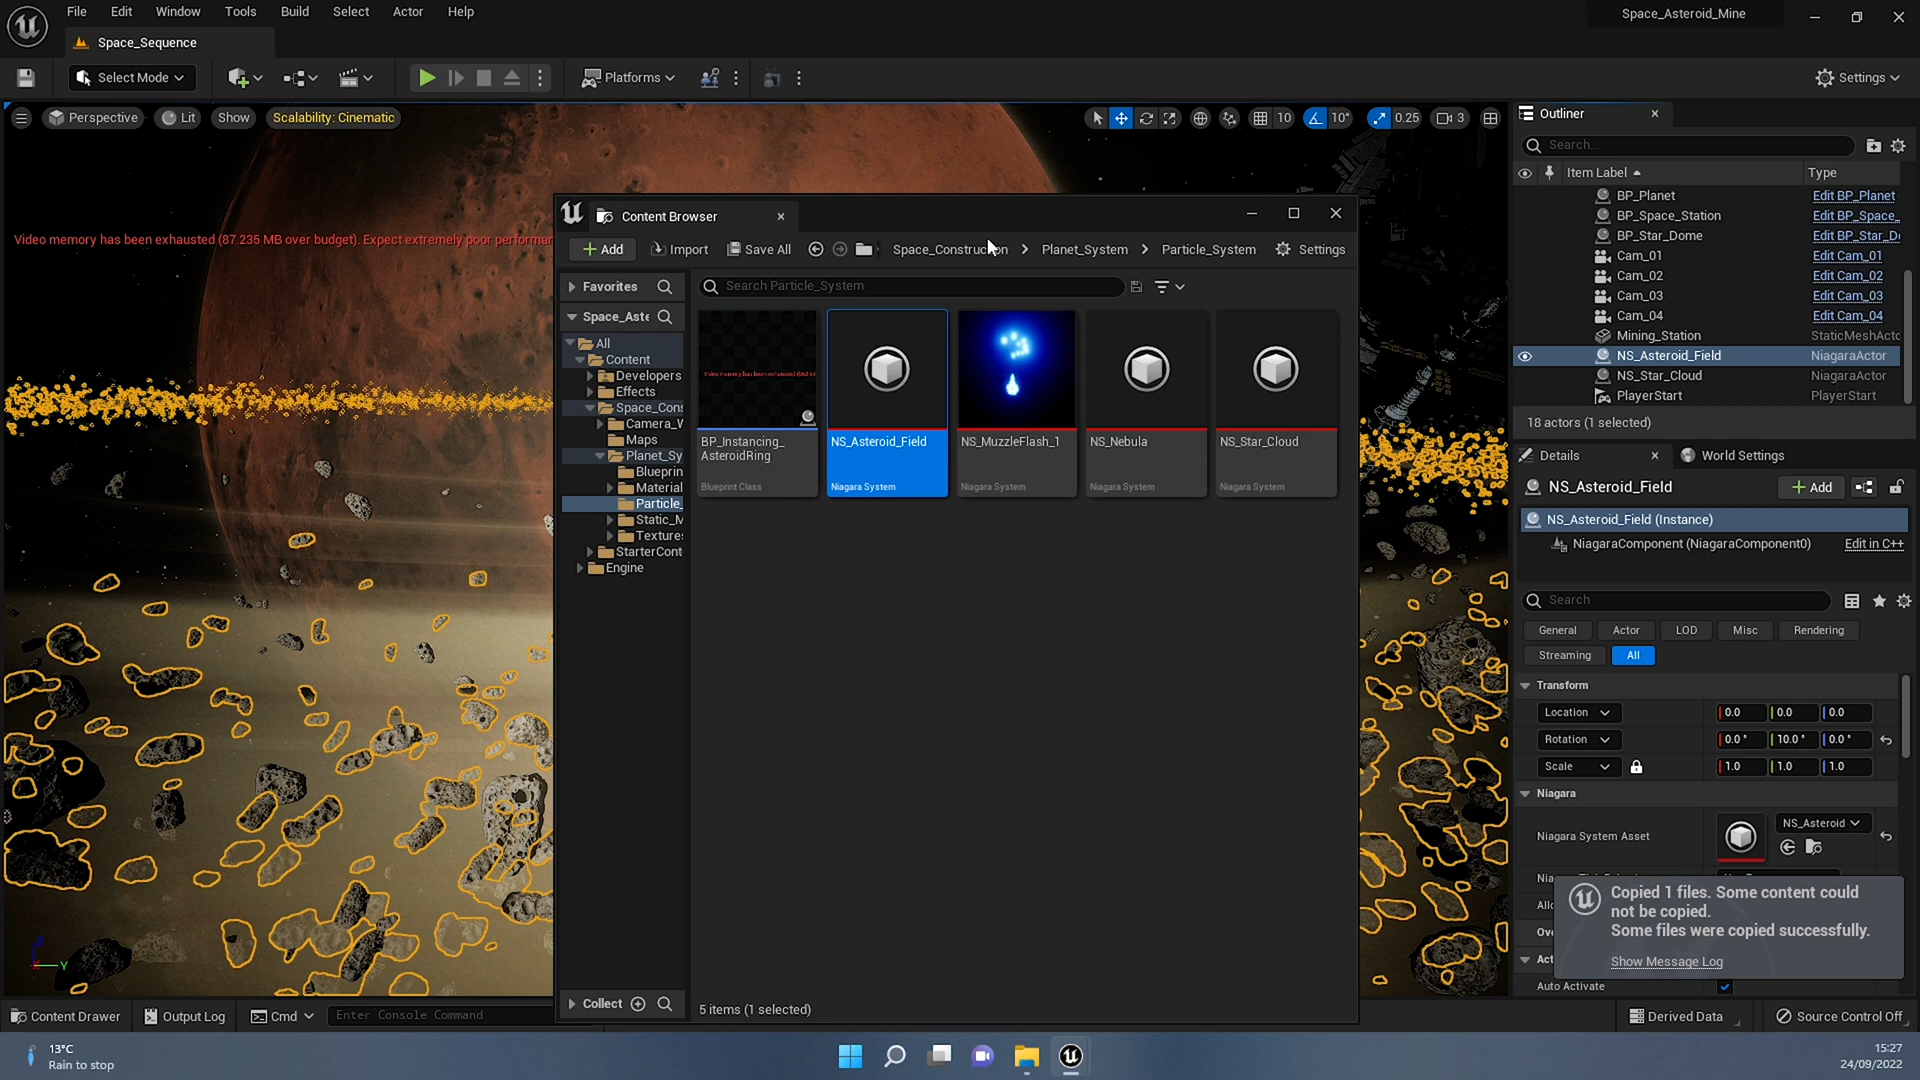 File Edit Window Tools Build Select Actor Help
Space_Asteroid_Mine
Space_Sequence
Select Mode
Platforms
Settings
Perspective Lit Show Scalability: Cinematic
10 10° 0.25 3
Video memory has been exhausted (87.235 MB over budget). Expect extremely poor performan
Content Browser
Add Import Save All Space_Construction Planet_System Particle_System Settings
Favorites
Search Particle_System
Space_Aste
All
Content
Developers
Effects
Space_Cons
Camera_V
Maps
Planet_Sy
Blueprin
Material
Particle_
Static_M
Textures
StarterCont
Engine
BP_Instancing_
AsteroidRing
Blueprint Class
NS_Asteroid_Field
Niagara System
NS_MuzzleFlash_1
Niagara System
NS_Nebula
Niagara System
NS_Star_Cloud
Niagara System
Collect
5 items (1 selected)
Outliner
Search...
Item Label Type
BP_Planet Edit BP_Planet
BP_Space_Station Edit BP_Space_
BP_Star_Dome Edit BP_Star_D
Cam_01 Edit Cam_01
Cam_02 Edit Cam_02
Cam_03 Edit Cam_03
Cam_04 Edit Cam_04
Mining_Station StaticMeshActo
NS_Asteroid_Field NiagaraActor
NS_Star_Cloud NiagaraActor
PlayerStart PlayerStart
18 actors (1 selected)
Details World Settings
NS_Asteroid_Field Add
NS_Asteroid_Field (Instance)
NiagaraComponent (NiagaraComponent0) Edit in C++
Search
General Actor LOD Misc Rendering
Streaming All
Transform
Location 0.0 0.0 0.0
Rotation 0.0° 10.0° 0.0°
Scale 1.0 1.0 1.0
Niagara
Niagara System Asset NS_Asteroid
Copied 1 files. Some content could
not be copied.
Some files were copied successfully.
Show Message Log
Auto Activate
Y
Content Drawer Output Log Cmd Enter Console Command
Derived Data Source Control Off
13°C
Rain to stop
15:27
24/09/2022